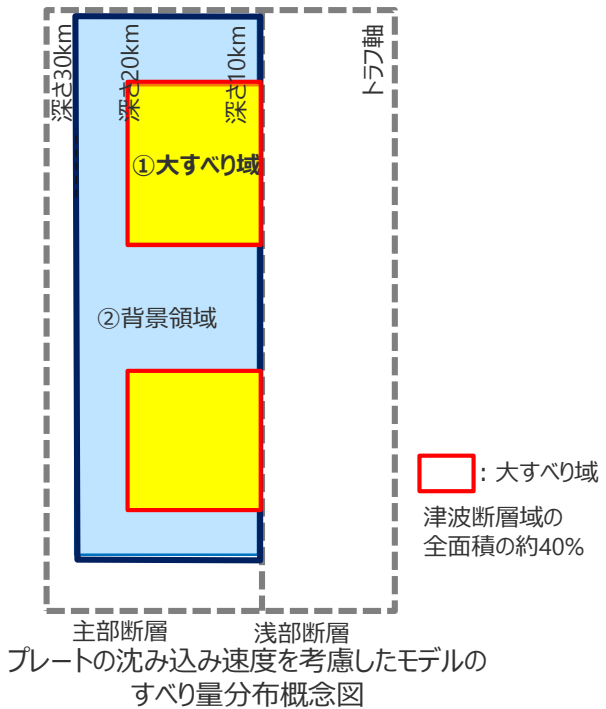 深さ30km
深さ20km
深さ10km
トラフ軸
①大すべり域
②背景領域
: 大すべり域
津波断層域の
全面積の約40%
主部断層
浅部断層
プレートの沈み込み速度を考慮したモデルの
すべり量分布概念図